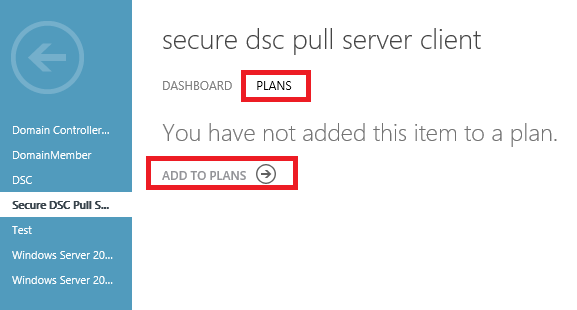 secure dsc pull server client
DASHBOARD PLANS
You have not added this item to a plan.
ADD TO PLANS
Domain Controller...
DomainMember
DSC
Secure DSC Pull S...
Test
Windows Server 20...
Windows Server 20...